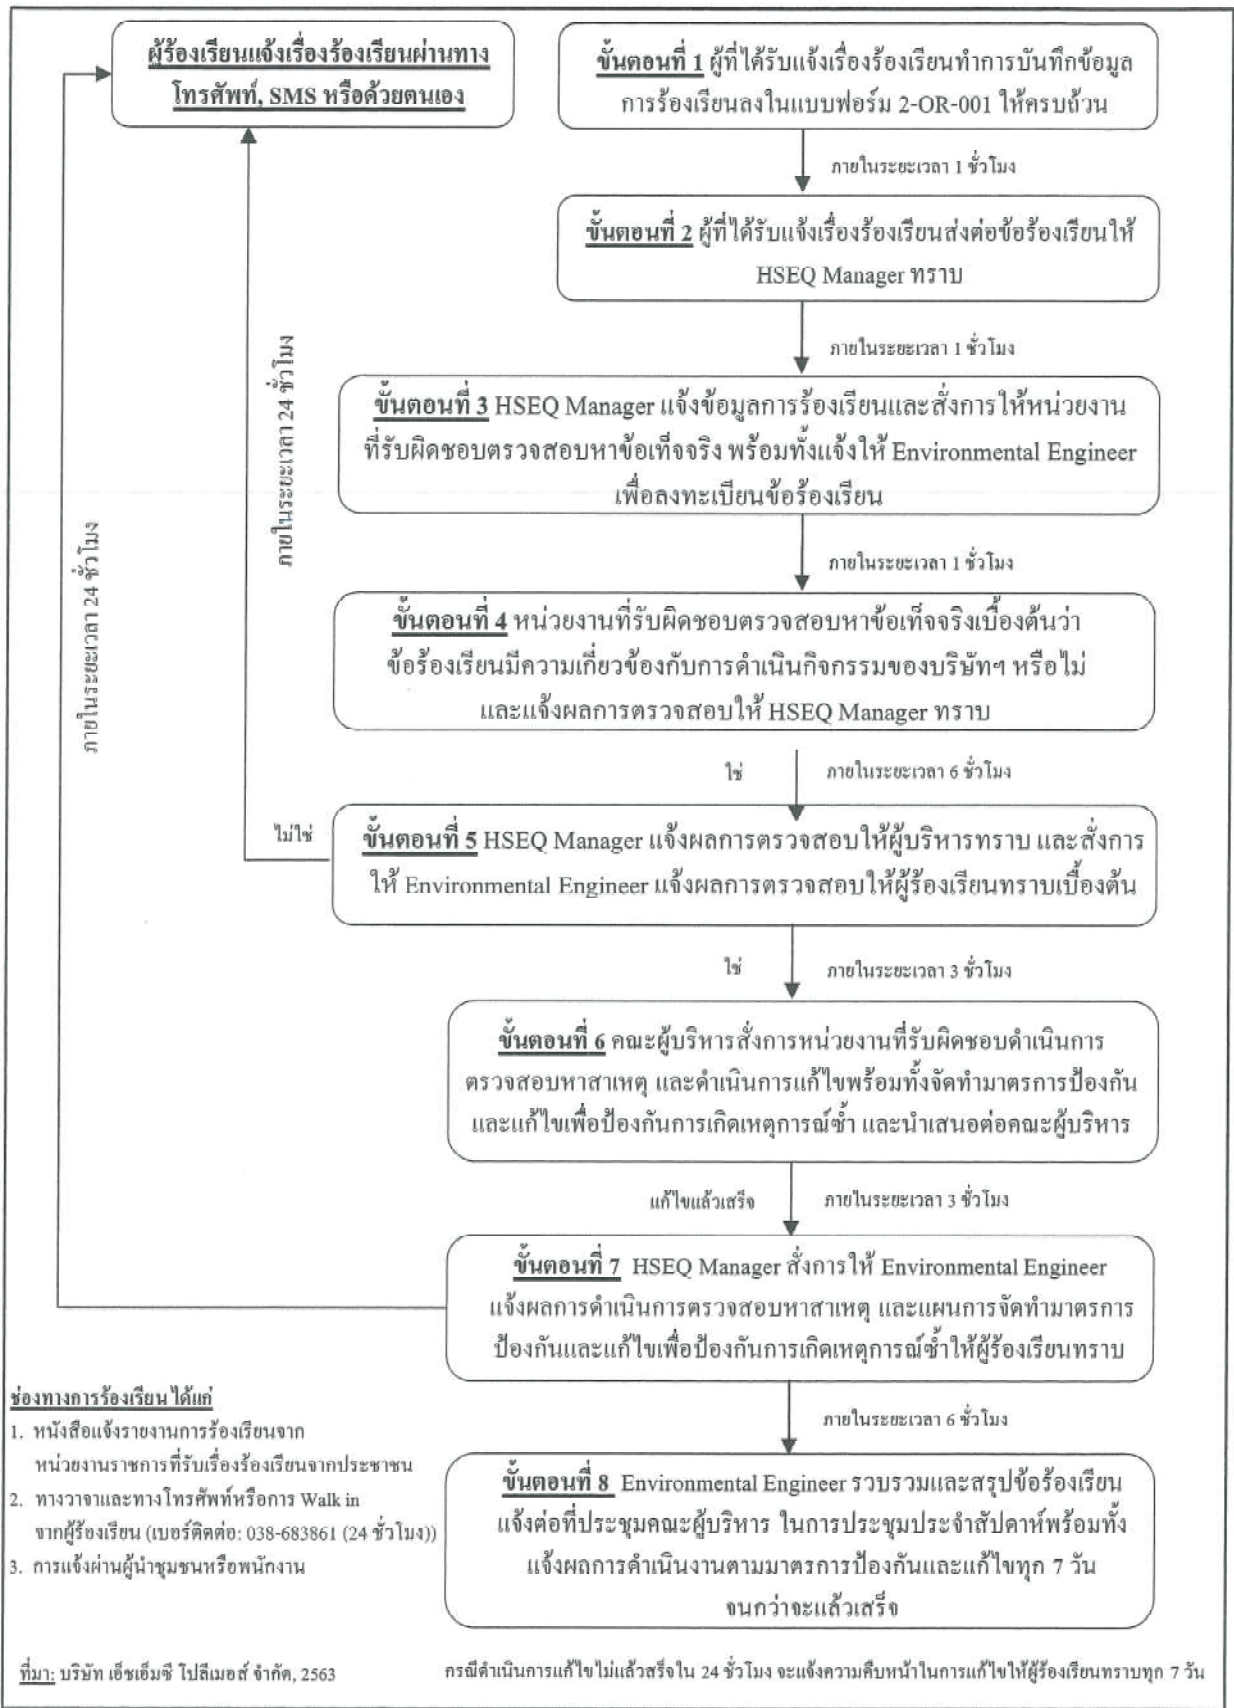 ผู้ร้องเรียนแจ้งเรื่องร้องเรียนผ่านทาง
โทรศัพท์, SMS หรือด้วยตนเอง
ขั้นตอนที่ 1 ผู้ที่ได้รับแจ้งเรื่องร้องเรียนทำการบันทึกข้อมูล
การร้องเรียนลงในแบบฟอร์ม 2-OR-001 ให้ครบถ้วน
ภายในระยะเวลา 1 ชั่วโมง
ขั้นตอนที่ 2 ผู้ที่ได้รับแจ้งเรื่องร้องเรียนส่งต่อข้อร้องเรียนให้
HSEQ Manager ทราบ
ภายในระยะเวลา 1 ชั่วโมง
ขั้นตอนที่ 3 HSEQ Manager แจ้งข้อมูลการร้องเรียนและสั่งการให้หน่วยงาน
ที่รับผิดชอบตรวจสอบหาข้อเท็จจริง พร้อมทั้งแจ้งให้ Environmental Engineer
เพื่อลงทะเบียนข้อร้องเรียน
ภายในระยะเวลา 1 ชั่วโมง
ขั้นตอนที่ 4 หน่วยงานที่รับผิดชอบตรวจสอบหาข้อเท็จจริงเบื้องต้นว่า
ข้อร้องเรียนมีความเกี่ยวข้องกับการดำเนินกิจกรรมของบริษัทฯ หรือไม่
และแจ้งผลการตรวจสอบให้ HSEQ Manager ทราบ
ใช่ ภายในระยะเวลา 6 ชั่วโมง
ขั้นตอนที่ 5 HSEQ Manager แจ้งผลการตรวจสอบให้ผู้บริหารทราบ และสั่งการ
ให้ Environmental Engineer แจ้งผลการตรวจสอบให้ผู้ร้องเรียนทราบเบื้องต้น
ไม่ใช่
ภายในระยะเวลา 24 ชั่วโมง
ภายในระยะเวลา 24 ชั่วโมง
ใช่ ภายในระยะเวลา 3 ชั่วโมง
ขั้นตอนที่ 6 คณะผู้บริหารสั่งการหน่วยงานที่รับผิดชอบดำเนินการ
ตรวจสอบหาสาเหตุ และดำเนินการแก้ไขพร้อมทั้งจัดทำมาตรการป้องกัน
และแก้ไขเพื่อป้องกันการเกิดเหตุการณ์ซ้ำ และนำเสนอต่อคณะผู้บริหาร
แก้ไขแล้วเสร็จ ภายในระยะเวลา 3 ชั่วโมง
ขั้นตอนที่ 7 HSEQ Manager สั่งการให้ Environmental Engineer
แจ้งผลการดำเนินการตรวจสอบหาสาเหตุ และแผนการจัดทำมาตรการ
ป้องกันและแก้ไขเพื่อป้องกันการเกิดเหตุการณ์ซ้ำให้ผู้ร้องเรียนทราบ
ภายในระยะเวลา 6 ชั่วโมง
ขั้นตอนที่ 8 Environmental Engineer รวบรวมและสรุปข้อร้องเรียน
แจ้งต่อที่ประชุมคณะผู้บริหาร ในการประชุมประจำสัปดาห์พร้อมทั้ง
แจ้งผลการดำเนินงานตามมาตรการป้องกันและแก้ไขทุก 7 วัน
จนกว่าจะแล้วเสร็จ
ช่องทางการร้องเรียน ได้แก่
1. หนังสือแจ้งรายงานการร้องเรียนจาก
หน่วยงานราชการที่รับเรื่องร้องเรียนจากประชาชน
2. ทางวาจาและทางโทรศัพท์หรือการ Walk in
จากผู้ร้องเรียน (เบอร์ติดต่อ: 038-683861 (24 ชั่วโมง))
3. การแจ้งผ่านผู้นำชุมชนหรือพนักงาน
ที่มา: บริษัท เอ็ชเอ็มซี โปลีเมอส์ จำกัด, 2563
กรณีดำเนินการแก้ไขไม่แล้วเสร็จใน 24 ชั่วโมง จะแจ้งความคืบหน้าในการแก้ไขให้ผู้ร้องเรียนทราบทุก 7 วัน